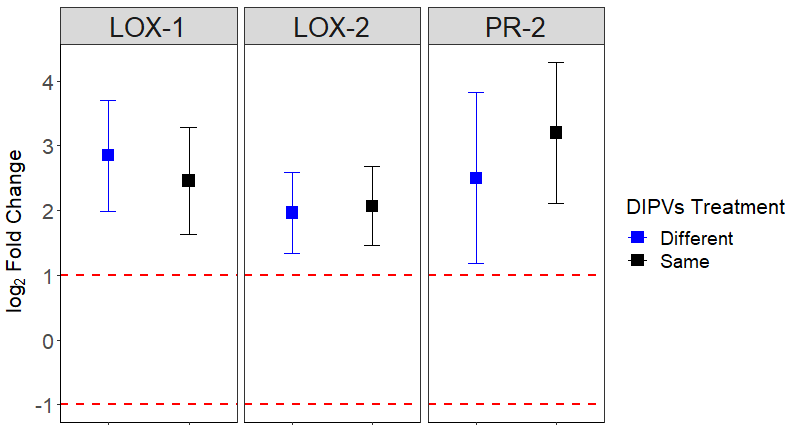 LOX-1
LOX-2
PR-2
log₂ Fold Change
4
3
2
1
0
-1
DIPVs Treatment
Different
Same